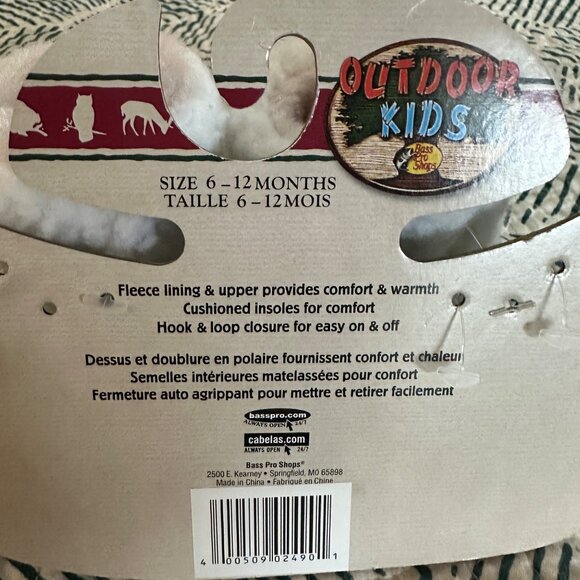 OUTDOOR
KIDS
Bass
Pro
Shops
SIZE 6 – 12 MONTHS
TAILLE 6 – 12 MOIS
Fleece lining & upper provides comfort & warmth
Cushioned insoles for comfort
Hook & loop closure for easy on & off
Dessus et doublure en polaire fournissent confort et chaleur
Semelles intérieures matelassées pour confort
Fermeture auto agrippant pour mettre et retirer facilement
basspro.com
ALWAYS OPEN 24/7
cabelas.com
ALWAYS OPEN 24/7
Bass Pro Shops®
2500 E. Kearney • Springfield, MO 65898
Made in China • Fabriqué en Chine
4 00509 02490 1